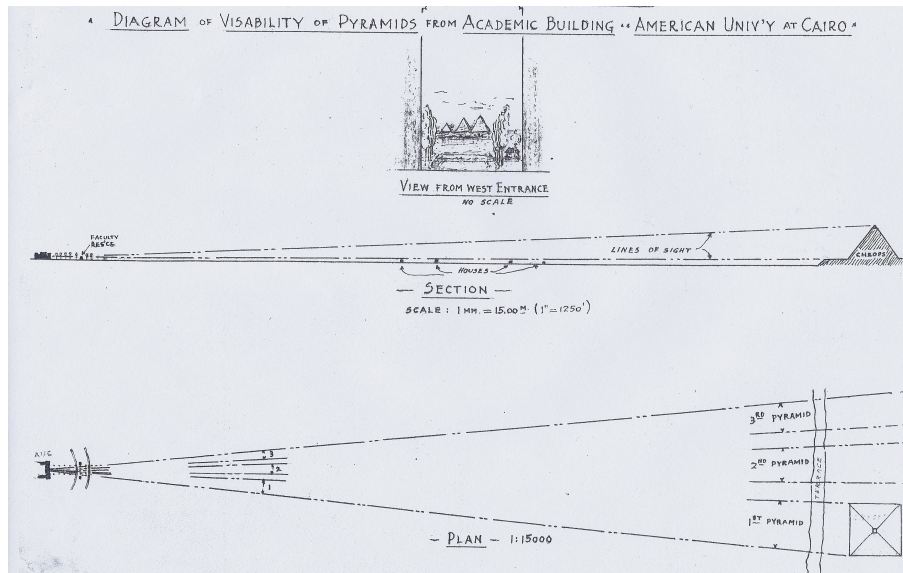 " DIAGRAM OF VISABILITY OF PYRAMIDS FROM ACADEMIC BUILDING " AMERICAN UNIV'Y AT CAIRO "
VIEW FROM WEST ENTRANCE
NO SCALE
FACULTY
RES'CE
LINES OF SIGHT
CHEOPS
HOUSES
— SECTION —
SCALE : 1 MM. = 15.00 M. (1" = 1250')
3RD PYRAMID
AUC
3
2
2ND PYRAMID
TERRACE
1
1ST PYRAMID
— PLAN — 1:15000